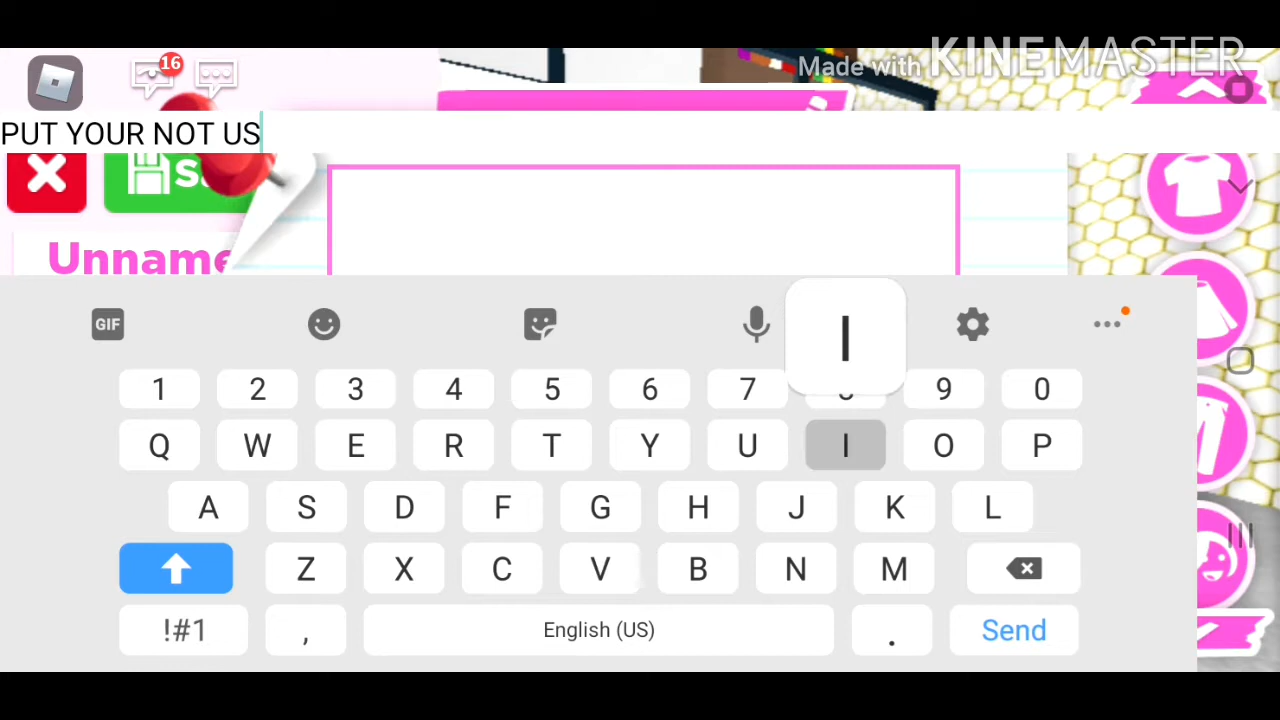 Made with KINEMASTER
16
PUT YOUR NOT US
Unname
GIF
I
1 2 3 4 5 6 7 9 0
Q W E R T Y U I O P
A S D F G H J K L
Z X C V B N M
!#1 , English (US) . Send